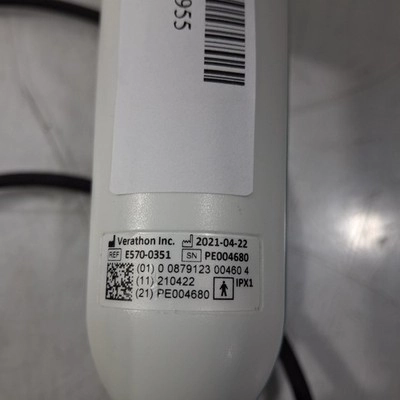 9955
Verathon Inc. 2021-04-22
REF E570-0351 SN PE004680
(01) 0 0879123 00460 4
(11) 210422
(21) PE004680 IPX1